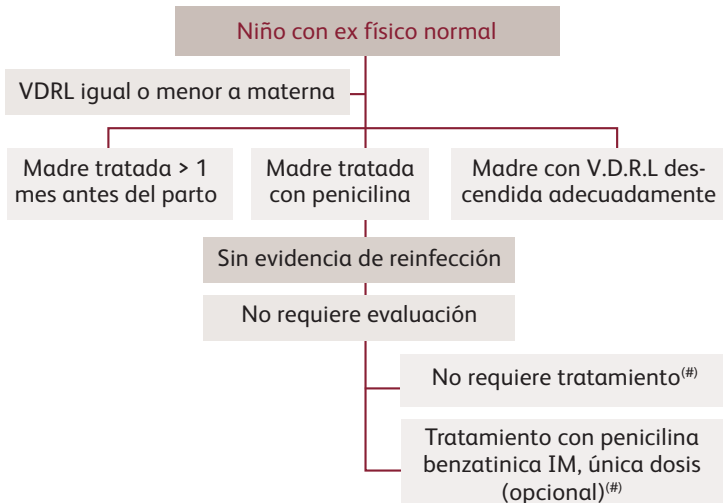 Niño con ex físico normal
VDRL igual o menor a materna
Madre tratada > 1
mes antes del parto
Madre tratada
con penicilina
Madre con V.D.R.L des-
cendida adecuadamente
Sin evidencia de reinfección
No requiere evaluación
No requiere tratamiento(#)
Tratamiento con penicilina
benzatinica IM, única dosis
(opcional)(#)